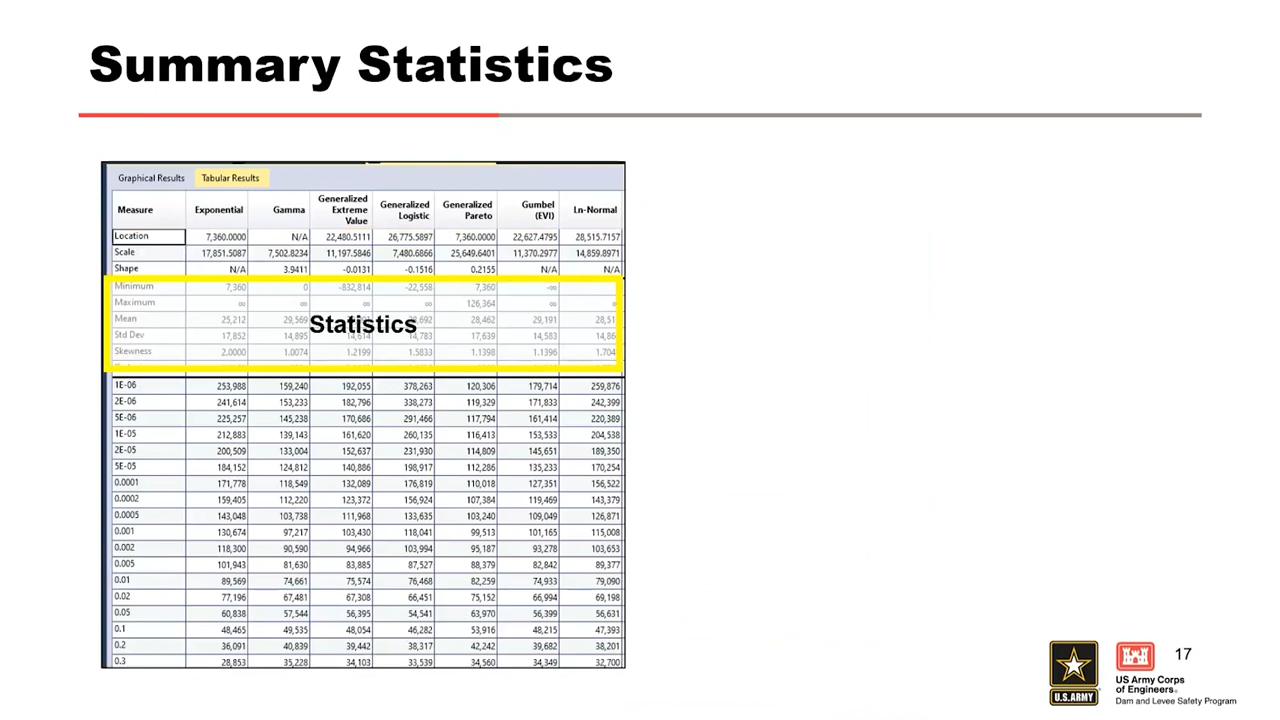 Summary Statistics
Graphical Results Tabular Results
Measure Exponential Gamma Generalized Extreme Value Generalized Logistic Generalized Pareto Gumbel (EVI) Ln-Normal
Location 7,360.0000 N/A 22,480.5111 26,775.5897 7,360.0000 22,627.4795 28,515.7157
Scale 17,851.5087 7,502.8234 11,197.5846 7,480.6866 25,649.6401 11,370.2977 14,859.8971
Shape N/A 3.9411 -0.0131 -0.1516 0.2155 N/A N/A
Minimum 7,360 0 -832,814 -22,558 7,360 -∞
Maximum ∞ ∞ ∞ ∞ 126,364 ∞
Mean 25,212 29,569 28,462 29,191
Statistics
Std Dev 17,852 14,895 14,614 14,783 17,639 14,583
Skewness 2.0000 1.0074 1.2199 1.5833 1.1398 1.1396 1.704
1E-06 253,988 159,240 192,055 378,263 120,306 179,714 259,876
2E-06 241,614 153,233 182,796 338,273 119,329 171,833 242,399
5E-06 225,257 145,238 170,686 291,466 117,794 161,414 220,389
1E-05 212,883 139,143 161,620 260,135 116,413 153,533 204,538
2E-05 200,509 133,004 152,637 231,930 114,809 145,651 189,350
5E-05 184,152 124,812 140,886 198,917 112,286 135,233 170,254
0.0001 171,778 118,549 132,089 176,819 110,018 127,351 156,522
0.0002 159,405 112,220 123,372 156,924 107,384 119,469 143,379
0.0005 143,048 103,738 111,968 133,635 103,240 109,049 126,871
0.001 130,674 97,217 103,430 118,041 99,513 101,165 115,008
0.002 118,300 90,590 94,966 103,994 95,187 93,278 103,653
0.005 101,943 81,630 83,885 87,527 88,379 82,842 89,377
0.01 89,569 74,661 75,574 76,468 82,259 74,933 79,090
0.02 77,196 67,481 67,308 66,451 75,152 66,994 69,198
0.05 60,838 57,544 56,395 54,541 63,970 56,399 56,631
0.1 48,465 49,535 48,054 46,282 53,916 48,215 47,393
0.2 36,091 40,839 39,442 38,317 42,242 39,682 38,201
0.3 28,853 35,228 34,103 33,539 34,560 34,349 32,700
17
U.S.ARMY
US Army Corps
of Engineers®
Dam and Levee Safety Program